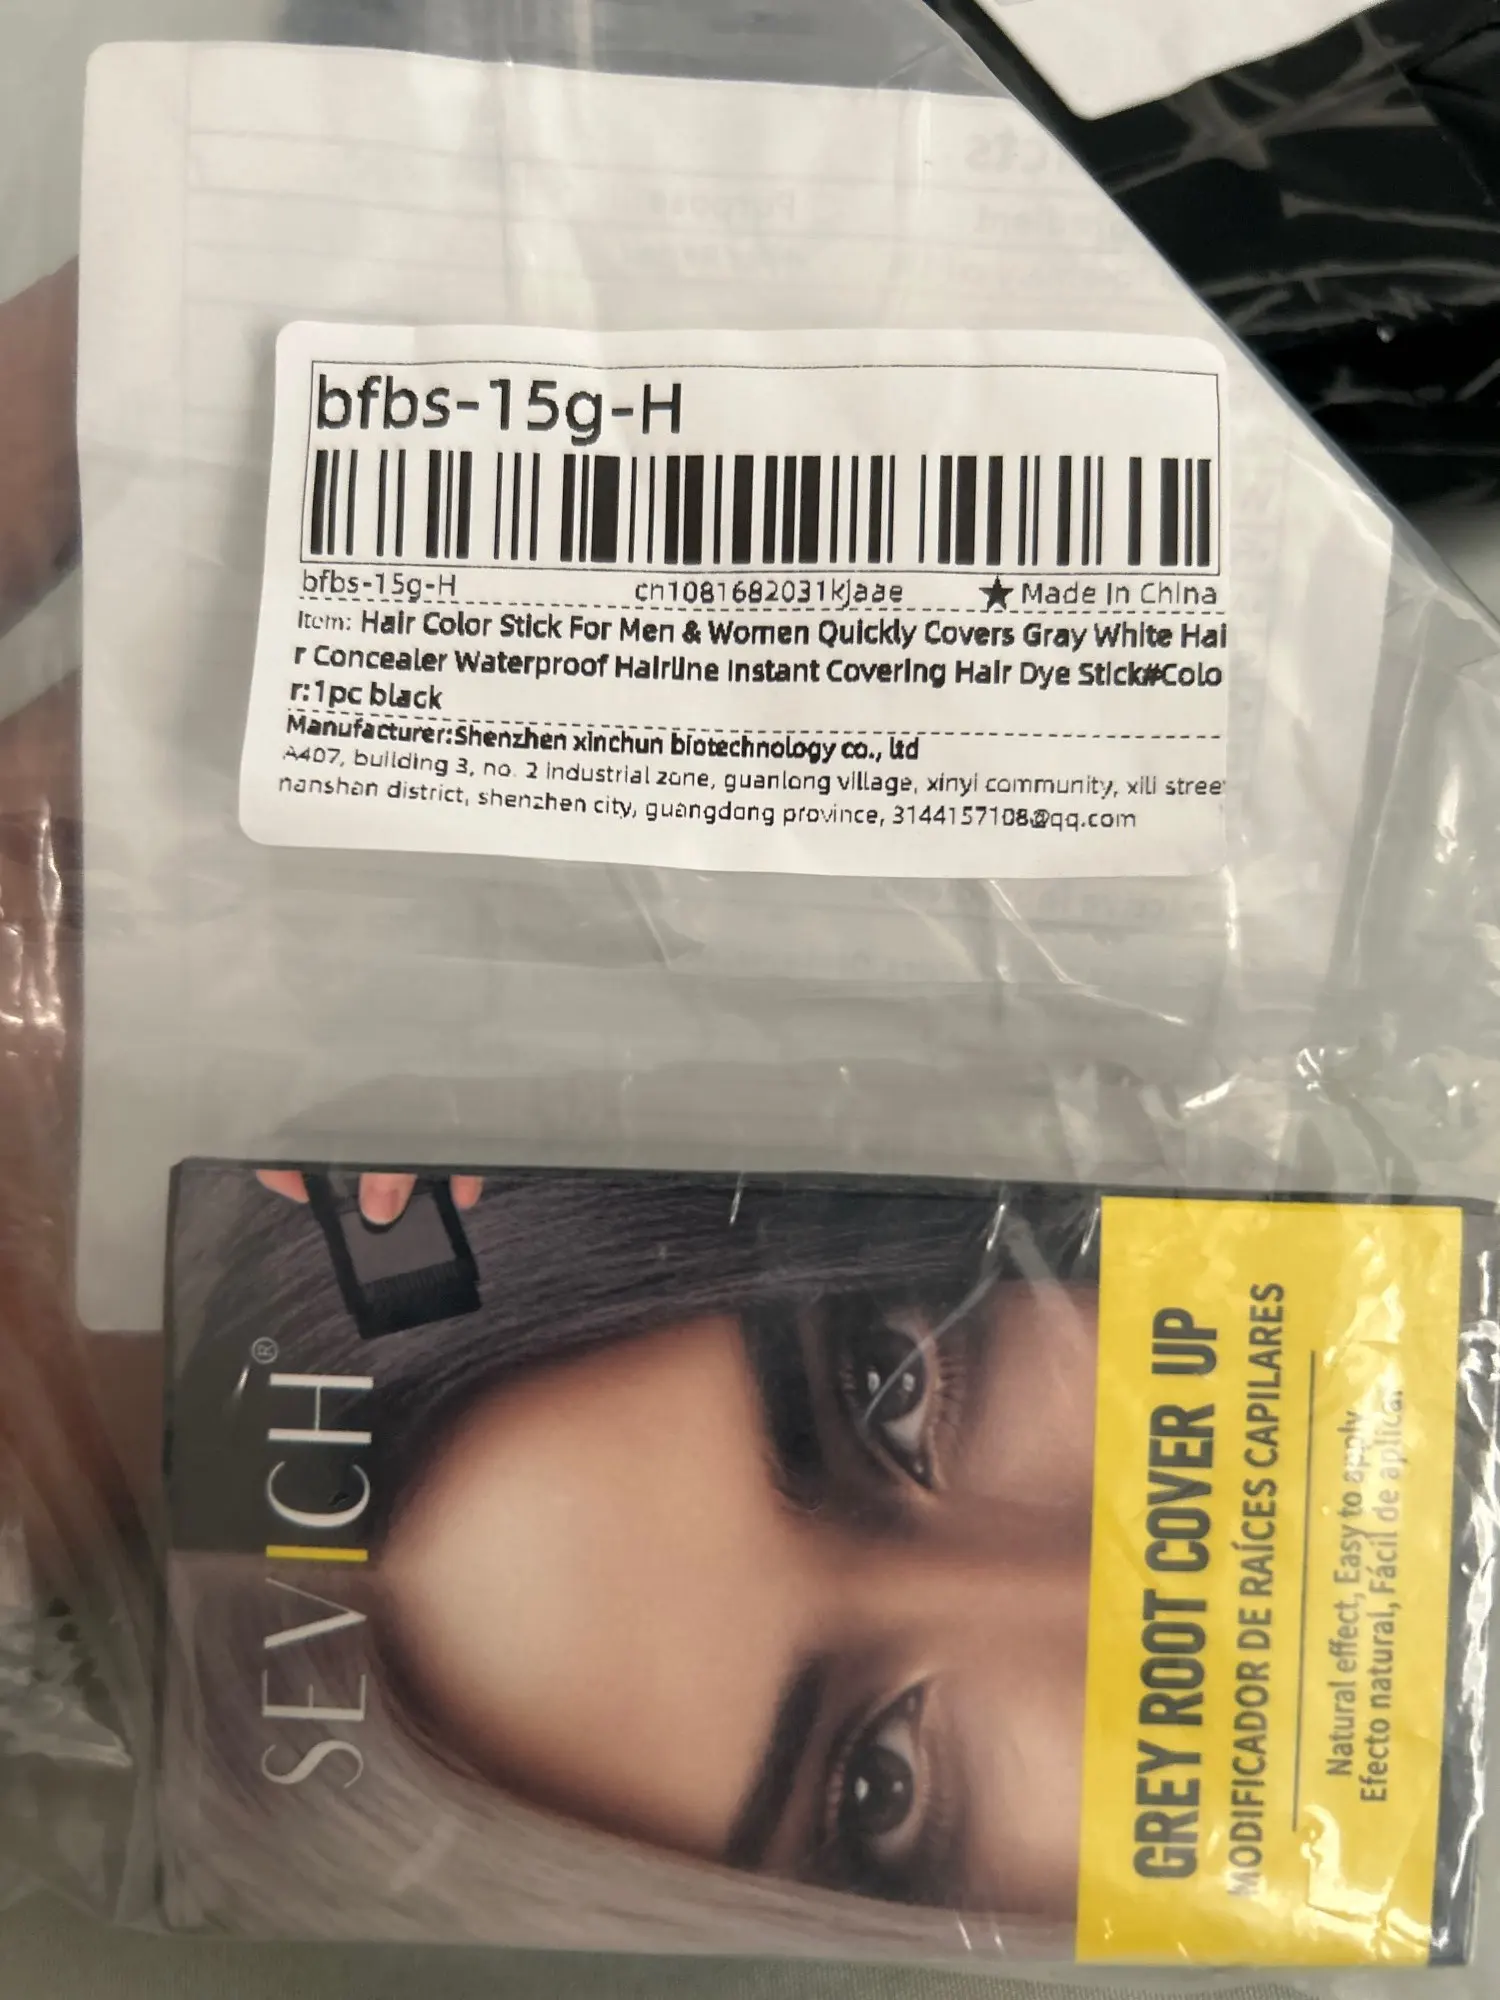 bfbs-15g-H
bfbs-15g-H cn1081682031kjaae ★ Made In China
Item: Hair Color Stick For Men & Women Quickly Covers Gray White Hai
r Concealer Waterproof Hairline Instant Covering Hair Dye Stick#Colo
r:1pc black
Manufacturer:Shenzhen xinchun biotechnology co., ltd
A407, building 3, no. 2 industrial zone, guanlong village, xinyi community, xili stree
nanshan district, shenzhen city, guangdong province, 3144157108@qq.com
SEVICH®
GREY ROOT COVER UP
MODIFICADOR DE RAÍCES CAPILARES
Natural effect, Easy to apply
Efecto natural, Fácil de aplicar
Purpose